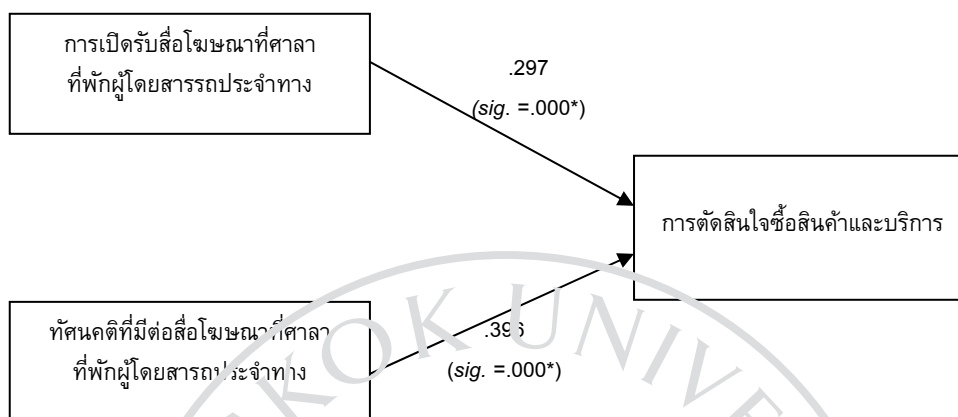 การเปิดรับสื่อโฆษณาที่ศาลา
ที่พักผู้โดยสารรถประจำทาง
.297
(sig. =.000*)
การตัดสินใจซื้อสินค้าและบริการ
ทัศนคติที่มีต่อสื่อโฆษณาที่ศาลา
ที่พักผู้โดยสารรถประจำทาง
.396
(sig. =.000*)
KOK UNIV